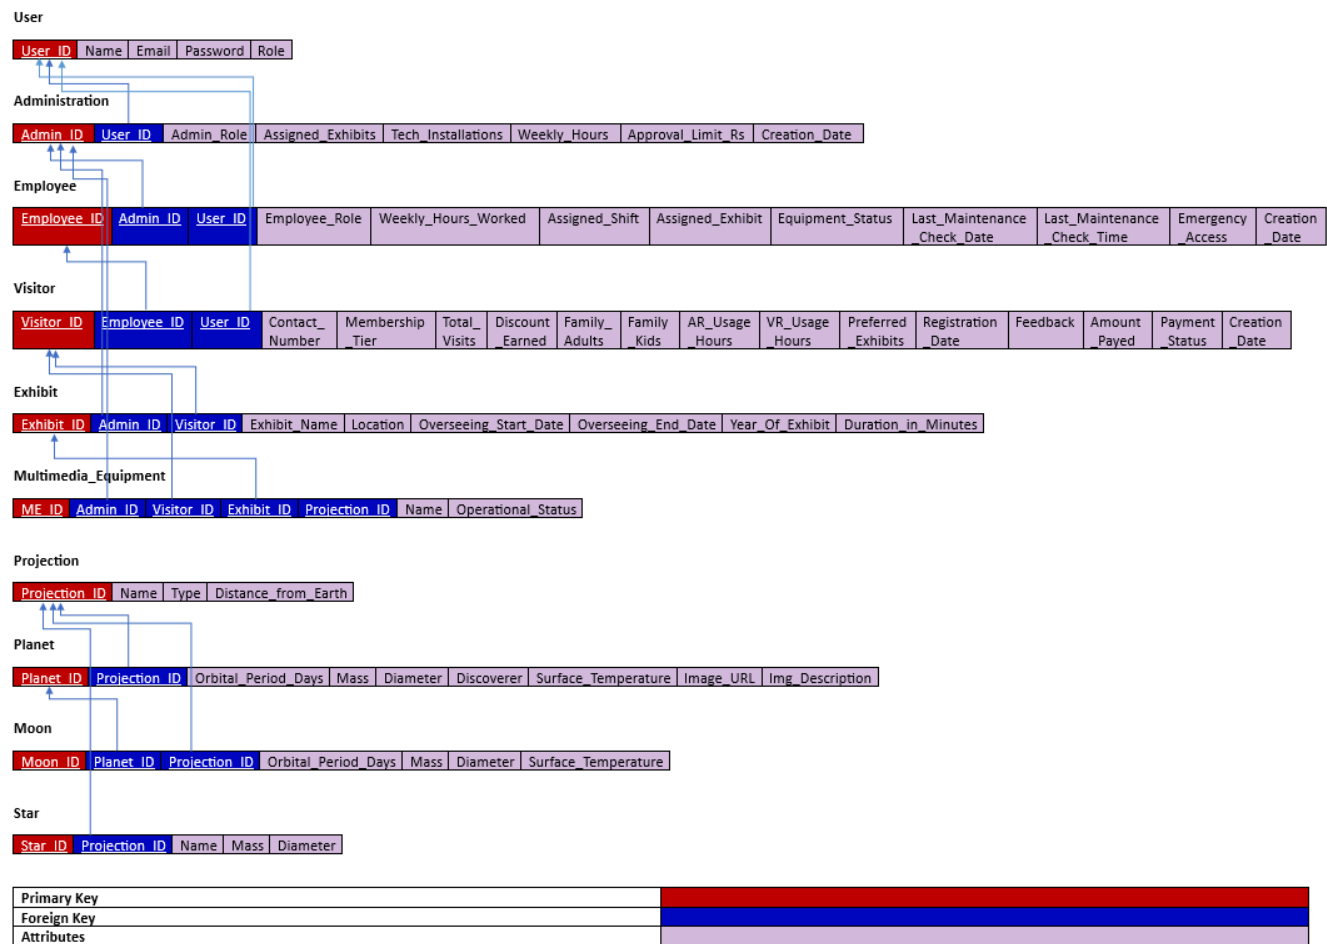 User
User_ID Name Email Password Role
Administration
Admin_ID User_ID Admin_Role Assigned_Exhibits Tech_Installations Weekly_Hours Approval_Limit_Rs Creation_Date
Employee
Employee_ID Admin_ID User_ID Employee_Role Weekly_Hours_Worked Assigned_Shift Assigned_Exhibit Equipment_Status Last_Maintenance Last_Maintenance Emergency Creation
_Check_Date _Check_Time _Access _Date
Visitor
Visitor_ID Employee_ID User_ID Contact_ Membership Total_ Discount Family_ Family AR_Usage VR_Usage Preferred Registration Feedback Amount Payment Creation
Number _Tier Visits _Earned Adults _Kids _Hours _Hours _Exhibits _Date _Payed _Status _Date
Exhibit
Exhibit_ID Admin_ID Visitor_ID Exhibit_Name Location Overseeing_Start_Date Overseeing_End_Date Year_Of_Exhibit Duration_in_Minutes
Multimedia_Equipment
ME_ID Admin_ID Visitor_ID Exhibit_ID Projection_ID Name Operational_Status
Projection
Projection_ID Name Type Distance_from_Earth
Planet
Planet_ID Projection_ID Orbital_Period_Days Mass Diameter Discoverer Surface_Temperature Image_URL Img_Description
Moon
Moon_ID Planet_ID Projection_ID Orbital_Period_Days Mass Diameter Surface_Temperature
Star
Star_ID Projection_ID Name Mass Diameter
Primary Key
Foreign Key
Attributes